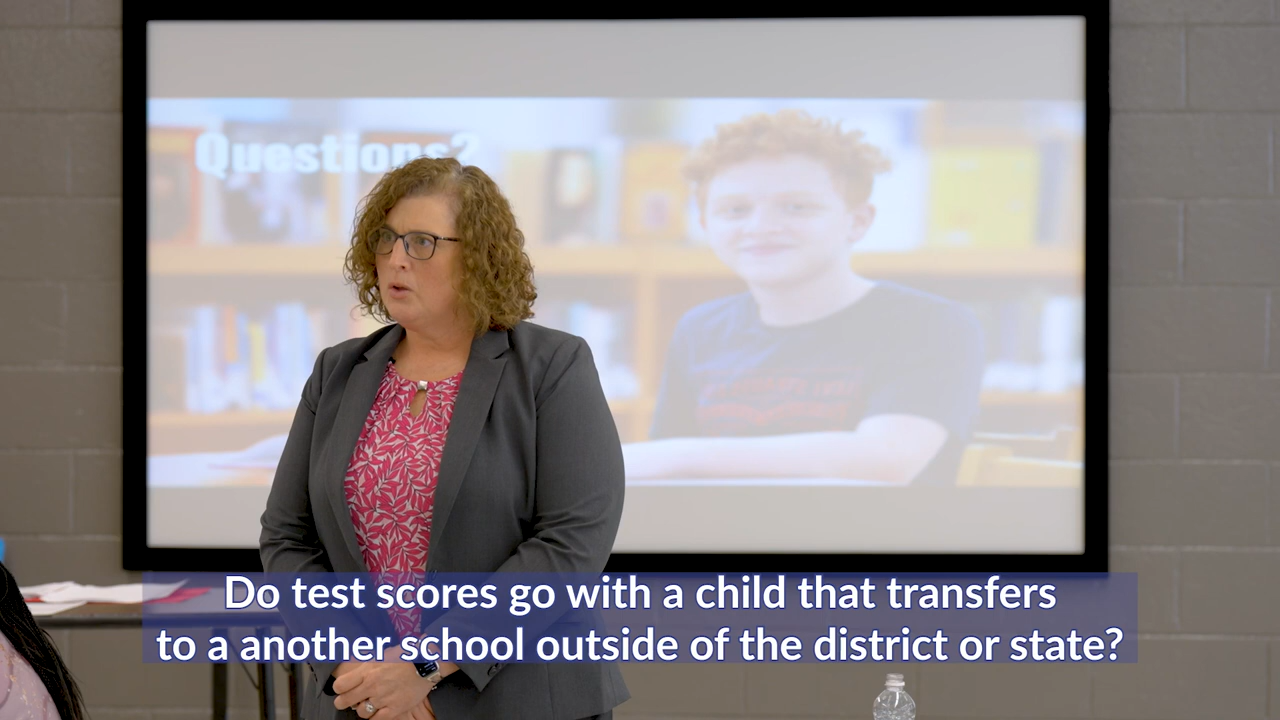 Questions?
Do test scores go with a child that transfers
to a another school outside of the district or state?